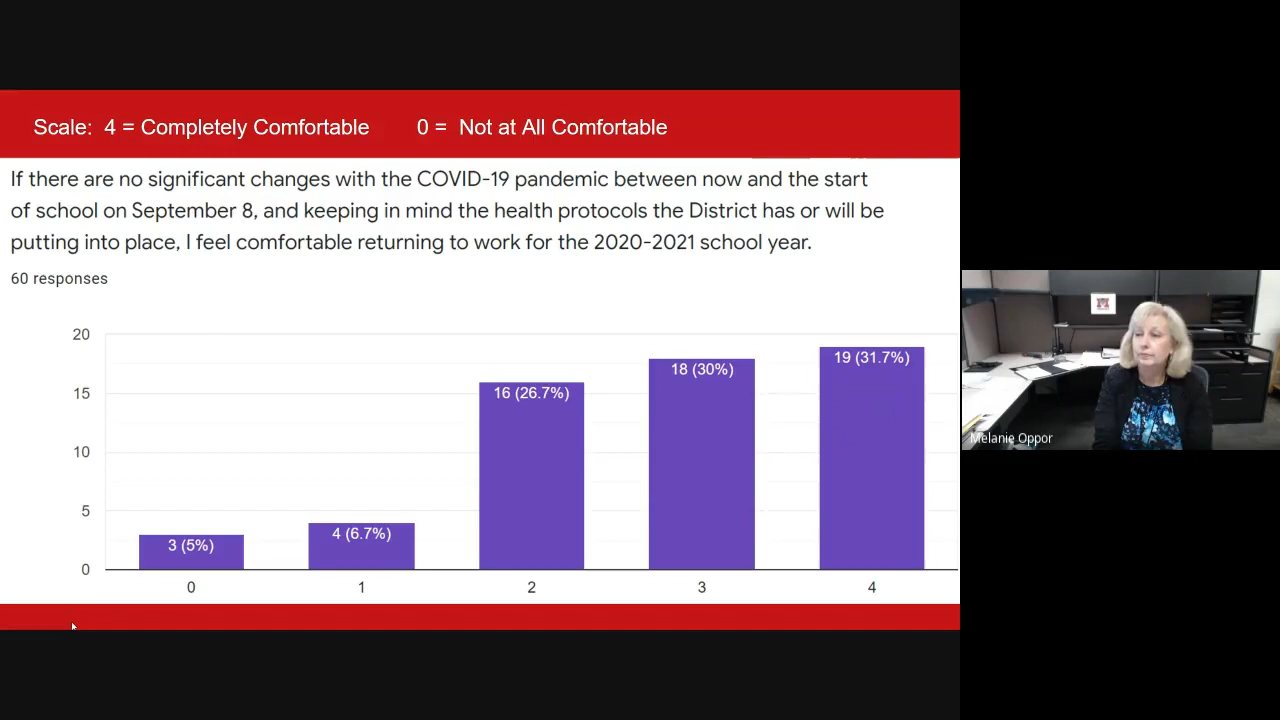 Scale:  4 = Completely Comfortable        0 =  Not at All Comfortable
If there are no significant changes with the COVID-19 pandemic between now and the start
of school on September 8, and keeping in mind the health protocols the District has or will be
putting into place, I feel comfortable returning to work for the 2020-2021 school year.
60 responses
20
15
10
5
0
3 (5%)
4 (6.7%)
16 (26.7%)
18 (30%)
19 (31.7%)
0
1
2
3
4
Melanie Oppor